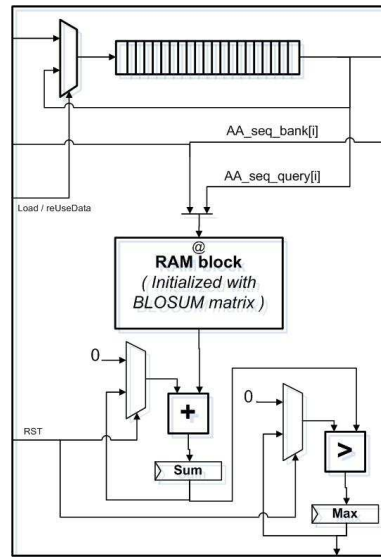 AA_seq_bank[i]
AA_seq_query[i]
Load / reUseData
@
RAM block
( Initialized with
BLOSUM matrix )
0
+
0
>
RST
Sum
Max